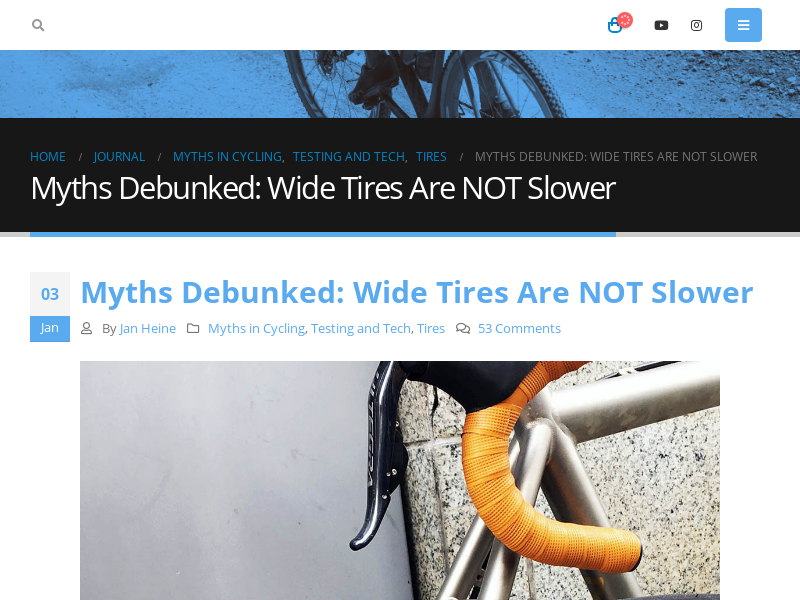 HOME / JOURNAL / MYTHS IN CYCLING, TESTING AND TECH, TIRES / MYTHS DEBUNKED: WIDE TIRES ARE NOT SLOWER
Myths Debunked: Wide Tires Are NOT Slower
03
Jan
Myths Debunked: Wide Tires Are NOT Slower
By Jan Heine Myths in Cycling, Testing and Tech, Tires 53 Comments